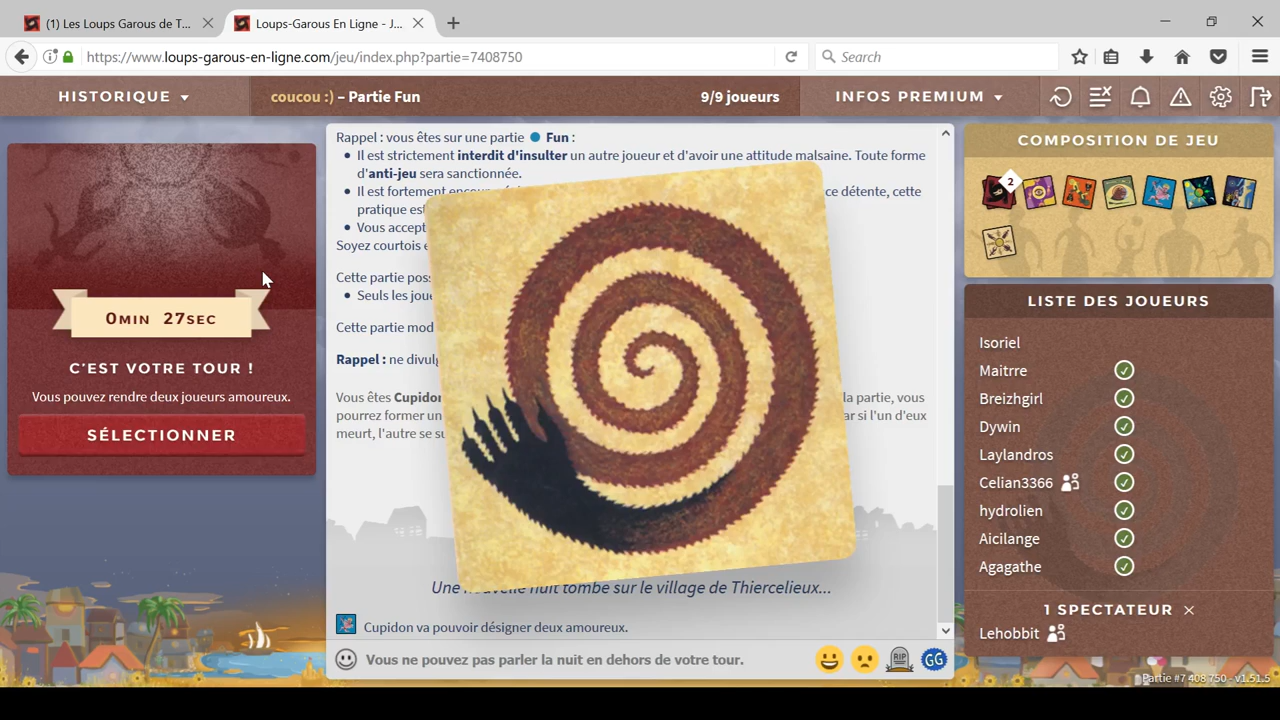 (1) Les Loups Garous de T...
Loups-Garous En Ligne - J...
https://www.loups-garous-en-ligne.com/jeu/index.php?partie=7408750
Search
HISTORIQUE
coucou :) – Partie Fun
9/9 joueurs
INFOS PREMIUM
0MIN 27SEC
C'EST VOTRE TOUR !
Vous pouvez rendre deux joueurs amoureux.
SÉLECTIONNER
Rappel : vous êtes sur une partie Fun :
Il est strictement interdit d'insulter un autre joueur et d'avoir une attitude malsaine. Toute forme
d'anti-jeu sera sanctionnée.
Il est fortement ce détente, cette
pratique
Vous
Soyez courtois
Cette partie
Seuls les
Cette partie
Rappel : ne
Vous êtes Cupidon la partie, vous
pourrez former un si l'un d'eux
meurt, l'autre se
Une nouvelle nuit tombe sur le village de Thiercelieux...
Cupidon va pouvoir désigner deux amoureux.
Vous ne pouvez pas parler la nuit en dehors de votre tour.
RIP
GG
COMPOSITION DE JEU
2
LISTE DES JOUEURS
Isoriel
Maitrre
Breizhgirl
Dywin
Laylandros
Celian3366
hydrolien
Aicilange
Agagathe
1 SPECTATEUR
Lehobbit
Partie #7 408 750 - v1.51.5